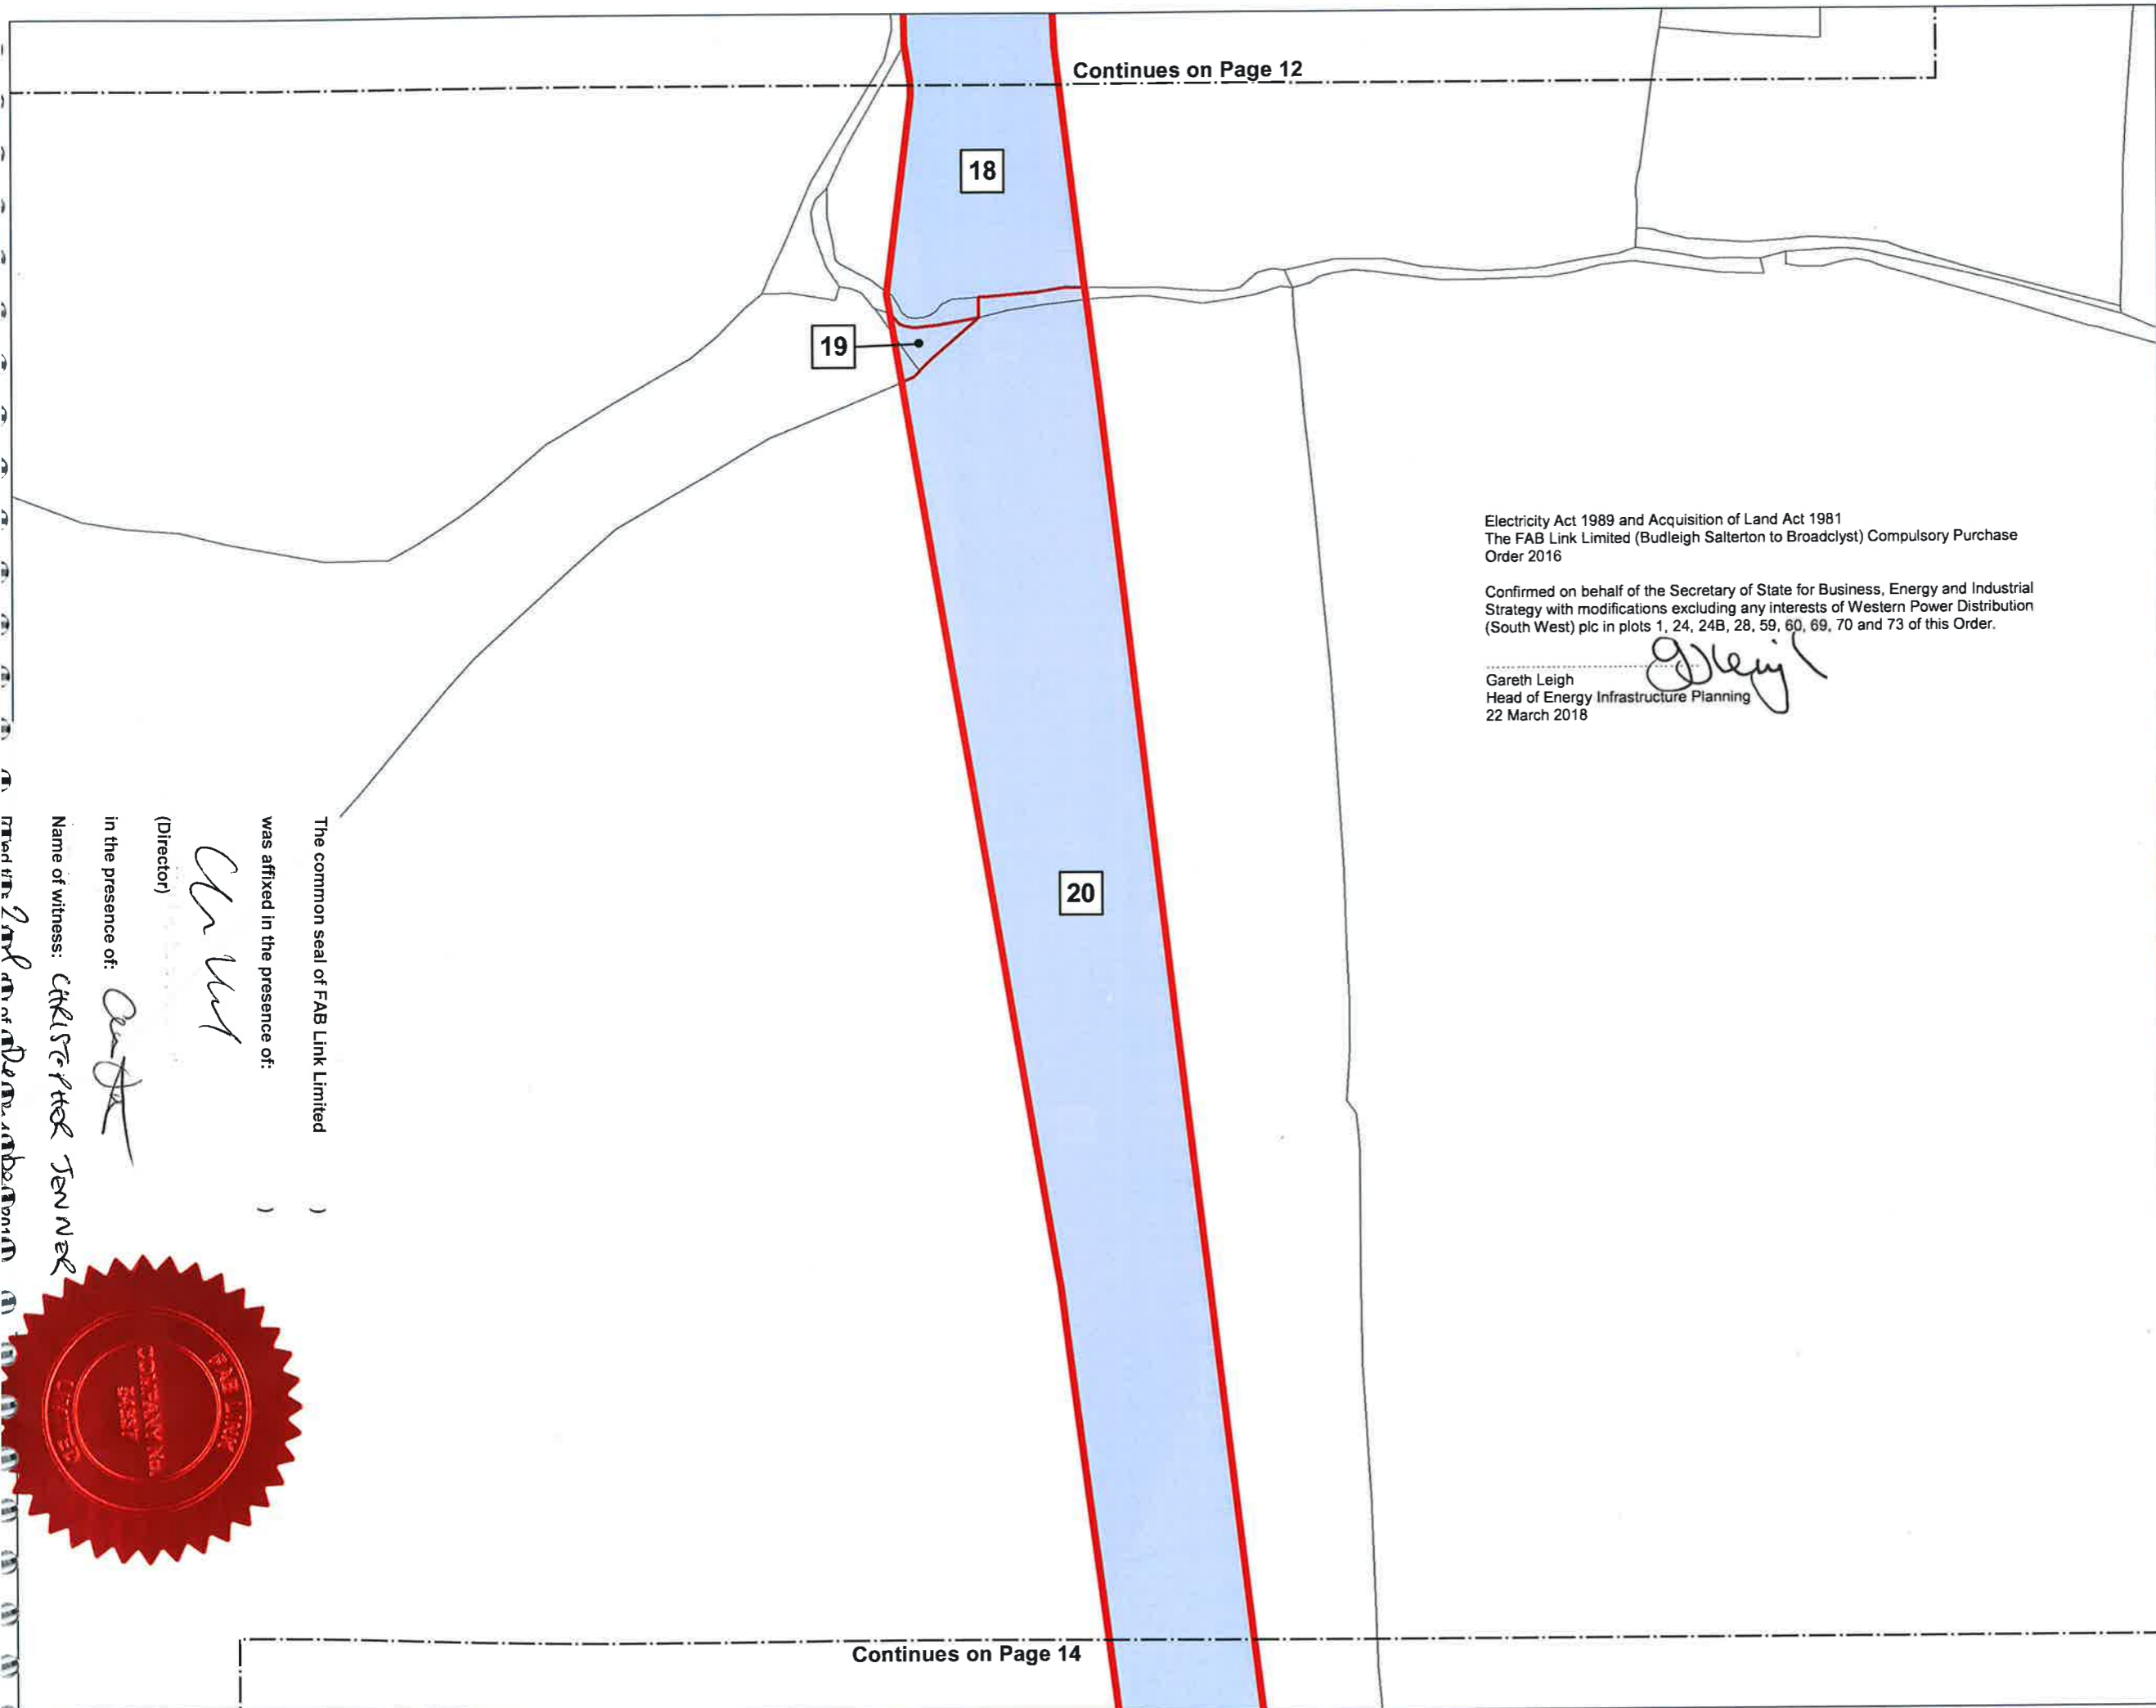 Continues on Page 12
18
19
Electricity Act 1989 and Acquisition of Land Act 1981
The FAB Link Limited (Budleigh Salterton to Broadclyst) Compulsory Purchase
Order 2016
Confirmed on behalf of the Secretary of State for Business, Energy and Industrial
Strategy with modifications excluding any interests of Western Power Distribution
(South West) plc in plots 1, 24, 24B, 28, 59, 60, 69, 70 and 73 of this Order.
Gareth Leigh
Head of Energy Infrastructure Planning
22 March 2018
20
The common seal of FAB Link Limited )
was affixed in the presence of: )
(Director)
in the presence of:
Name of witness: CHRISTOPHER JENNER
FAB LINK
COMPANY No.
LIMITED
Continues on Page 14